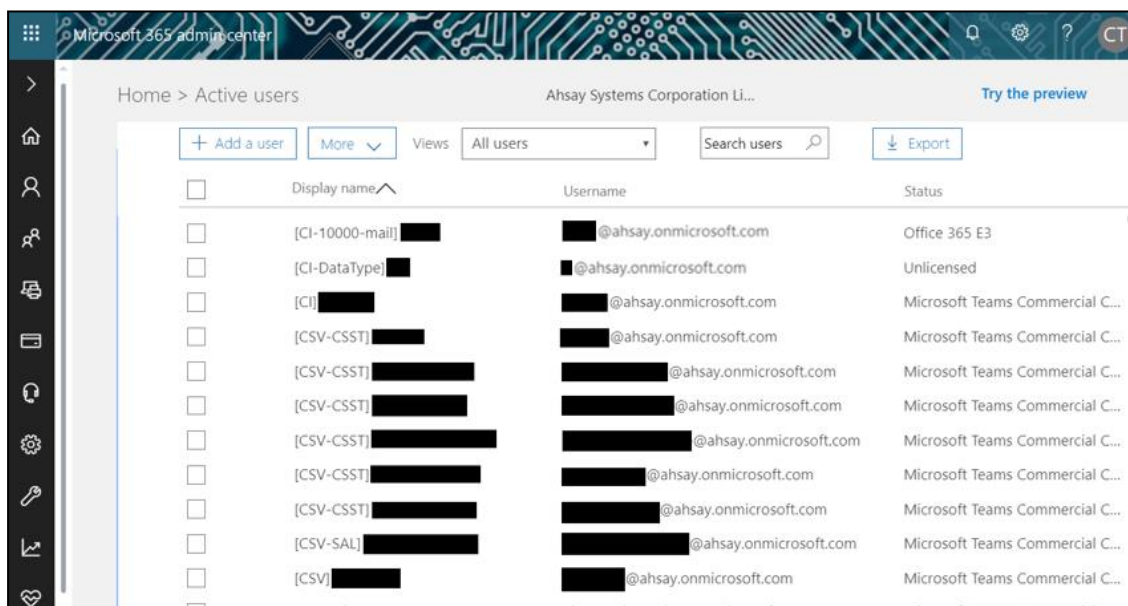 Microsoft 365 admin center
? CT
Home > Active users Ahsay Systems Corporation Li... Try the preview
+ Add a user More Views All users Search users Export
Display name Username Status
[CI-10000-mail] @ahsay.onmicrosoft.com Office 365 E3
[CI-DataType] @ahsay.onmicrosoft.com Unlicensed
[CI] @ahsay.onmicrosoft.com Microsoft Teams Commercial C...
[CSV-CSST] @ahsay.onmicrosoft.com Microsoft Teams Commercial C...
[CSV-CSST] @ahsay.onmicrosoft.com Microsoft Teams Commercial C...
[CSV-CSST] @ahsay.onmicrosoft.com Microsoft Teams Commercial C...
[CSV-CSST] @ahsay.onmicrosoft.com Microsoft Teams Commercial C...
[CSV-CSST] @ahsay.onmicrosoft.com Microsoft Teams Commercial C...
[CSV-CSST] @ahsay.onmicrosoft.com Microsoft Teams Commercial C...
[CSV-SAL] @ahsay.onmicrosoft.com Microsoft Teams Commercial C...
[CSV] @ahsay.onmicrosoft.com Microsoft Teams Commercial C...